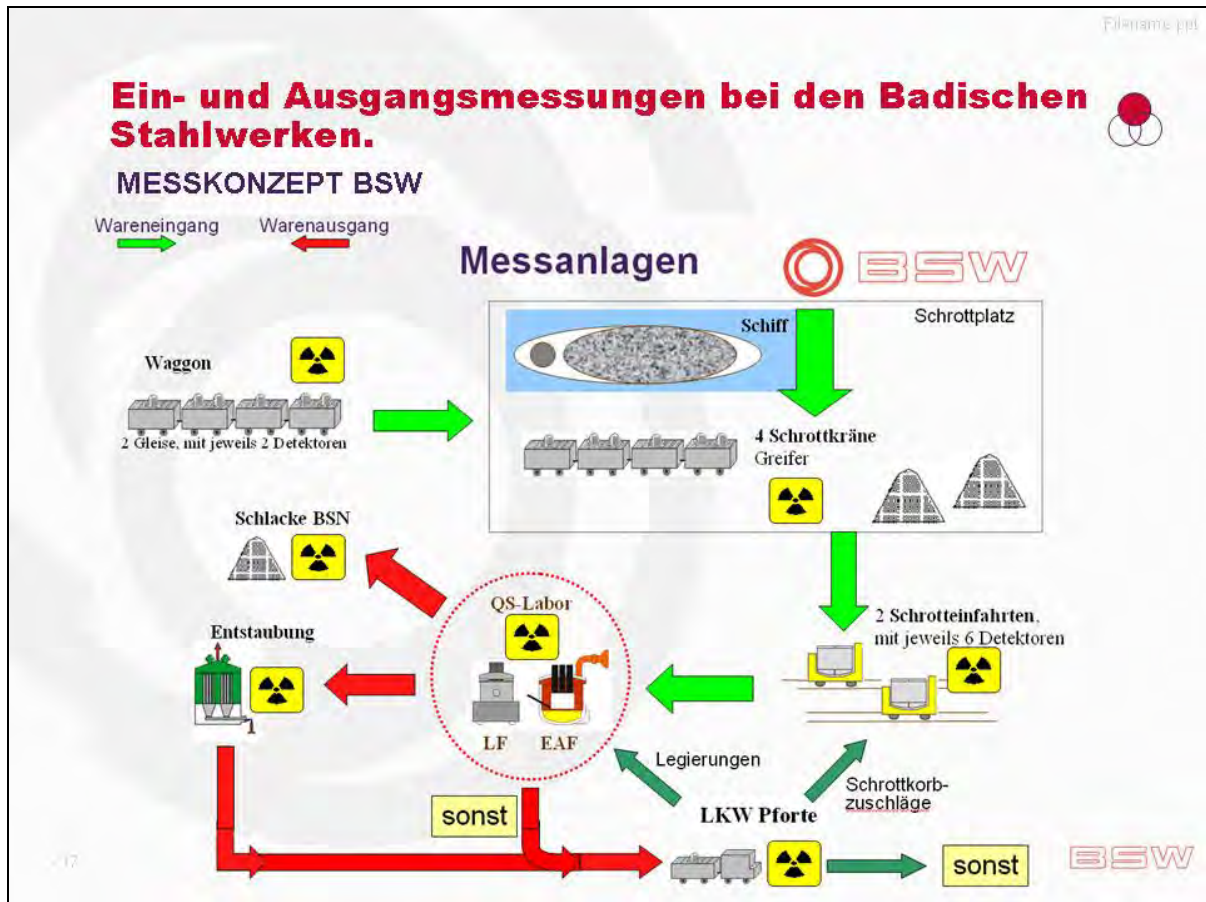 Filename.ppt
Ein- und Ausgangsmessungen bei den Badischen
Stahlwerken.
MESSKONZEPT BSW
Wareneingang
Warenausgang
Messanlagen
BSW
Schrottplatz
Schiff
Waggon
2 Gleise, mit jeweils 2 Detektoren
4 Schrottkräne
Greifer
Schlacke BSN
QS-Labor
2 Schrotteinfahrten,
mit jeweils 6 Detektoren
Entstaubung
LF
EAF
Legierungen
Schrottkorb-
zuschläge
sonst
LKW Pforte
sonst
BSW
- 17